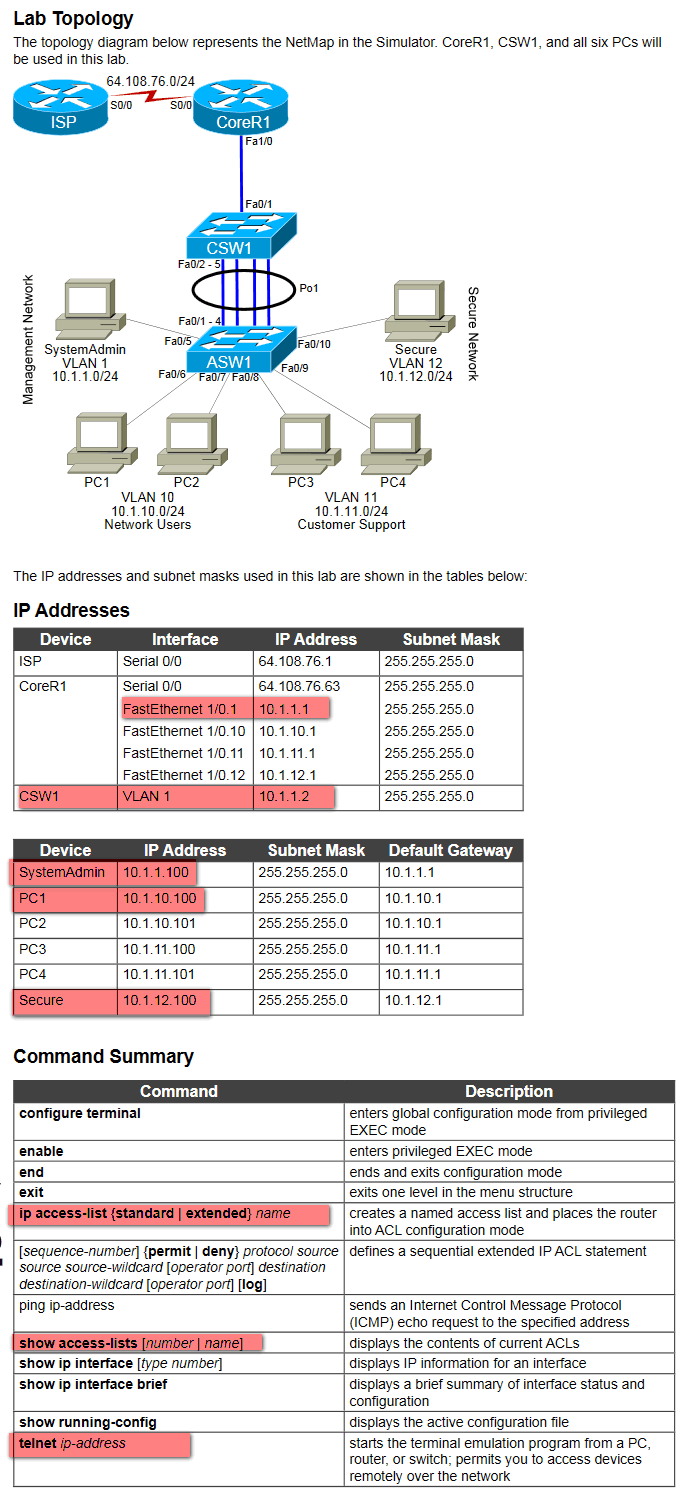 Lab Topology
The topology diagram below represents the NetMap in the Simulator. CoreR1, CSW1, and all six PCs will
be used in this lab.
64.108.76.0/24
S0/0
S0/0
ISP
CoreR1
Fa1/0
Fa0/1
CSW1
Fa0/2 - 5
Po1
Management Network
Secure Network
Fa0/1 - 4
Fa0/5
Fa0/10
SystemAdmin
VLAN 1
10.1.1.0/24
ASW1
Secure
VLAN 12
10.1.12.0/24
Fa0/6
Fa0/7
Fa0/8
Fa0/9
PC1
PC2
PC3
PC4
VLAN 10
10.1.10.0/24
Network Users
VLAN 11
10.1.11.0/24
Customer Support
The IP addresses and subnet masks used in this lab are shown in the tables below:
IP Addresses
Device Interface IP Address Subnet Mask
ISP Serial 0/0 64.108.76.1 255.255.255.0
CoreR1 Serial 0/0 64.108.76.63 255.255.255.0
FastEthernet 1/0.1 10.1.1.1 255.255.255.0
FastEthernet 1/0.10 10.1.10.1 255.255.255.0
FastEthernet 1/0.11 10.1.11.1 255.255.255.0
FastEthernet 1/0.12 10.1.12.1 255.255.255.0
CSW1 VLAN 1 10.1.1.2 255.255.255.0
Device IP Address Subnet Mask Default Gateway
SystemAdmin 10.1.1.100 255.255.255.0 10.1.1.1
PC1 10.1.10.100 255.255.255.0 10.1.10.1
PC2 10.1.10.101 255.255.255.0 10.1.10.1
PC3 10.1.11.100 255.255.255.0 10.1.11.1
PC4 10.1.11.101 255.255.255.0 10.1.11.1
Secure 10.1.12.100 255.255.255.0 10.1.12.1
Command Summary
Command Description
configure terminal enters global configuration mode from privileged
EXEC mode
enable enters privileged EXEC mode
end ends and exits configuration mode
exit exits one level in the menu structure
ip access-list {standard | extended} name creates a named access list and places the router
into ACL configuration mode
[sequence-number] {permit | deny} protocol source defines a sequential extended IP ACL statement
source source-wildcard [operator port] destination
destination-wildcard [operator port] [log]
ping ip-address sends an Internet Control Message Protocol
(ICMP) echo request to the specified address
show access-lists [number | name] displays the contents of current ACLs
show ip interface [type number] displays IP information for an interface
show ip interface brief displays a brief summary of interface status and
configuration
show running-config displays the active configuration file
telnet ip-address starts the terminal emulation program from a PC,
router, or switch; permits you to access devices
remotely over the network